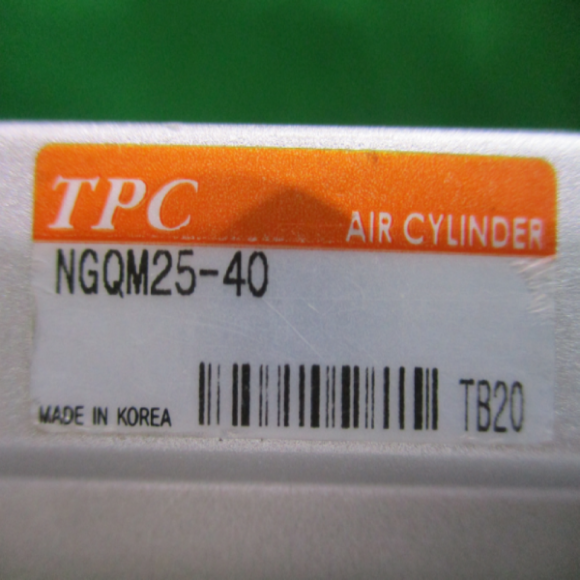 TPC
AIR CYLINDER
NGQM25-40
MADE IN KOREA
TB20